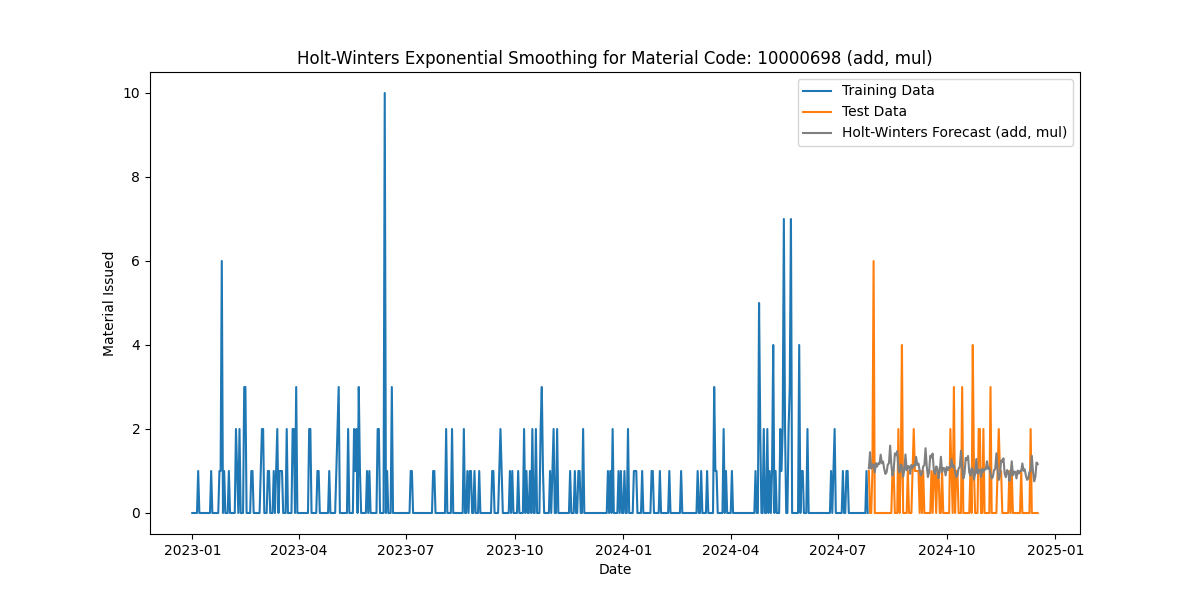 Holt-Winters Exponential Smoothing for Material Code: 10000698 (add, mul)
Training Data
Test Data
Holt-Winters Forecast (add, mul)
Material Issued
10
8
6
4
2
0
2023-01 2023-04 2023-07 2023-10 2024-01 2024-04 2024-07 2024-10 2025-01
Date